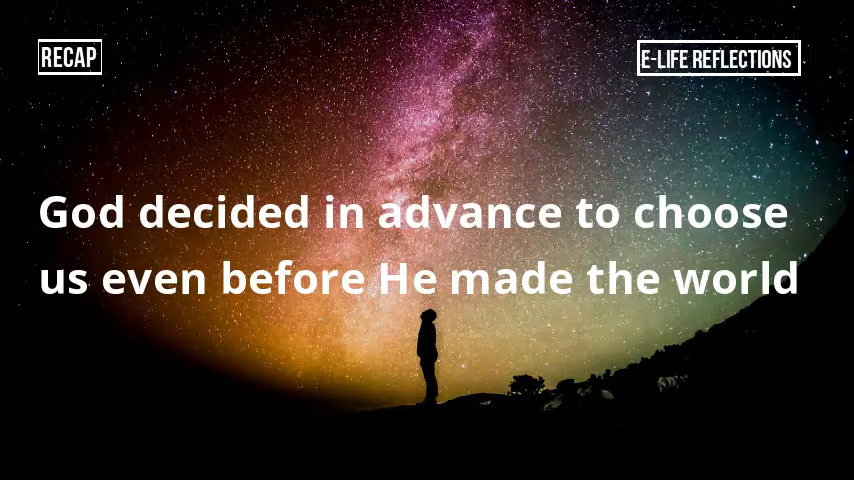 RECAP
E-LIFE REFLECTIONS
God decided in advance to choose
us even before He made the world